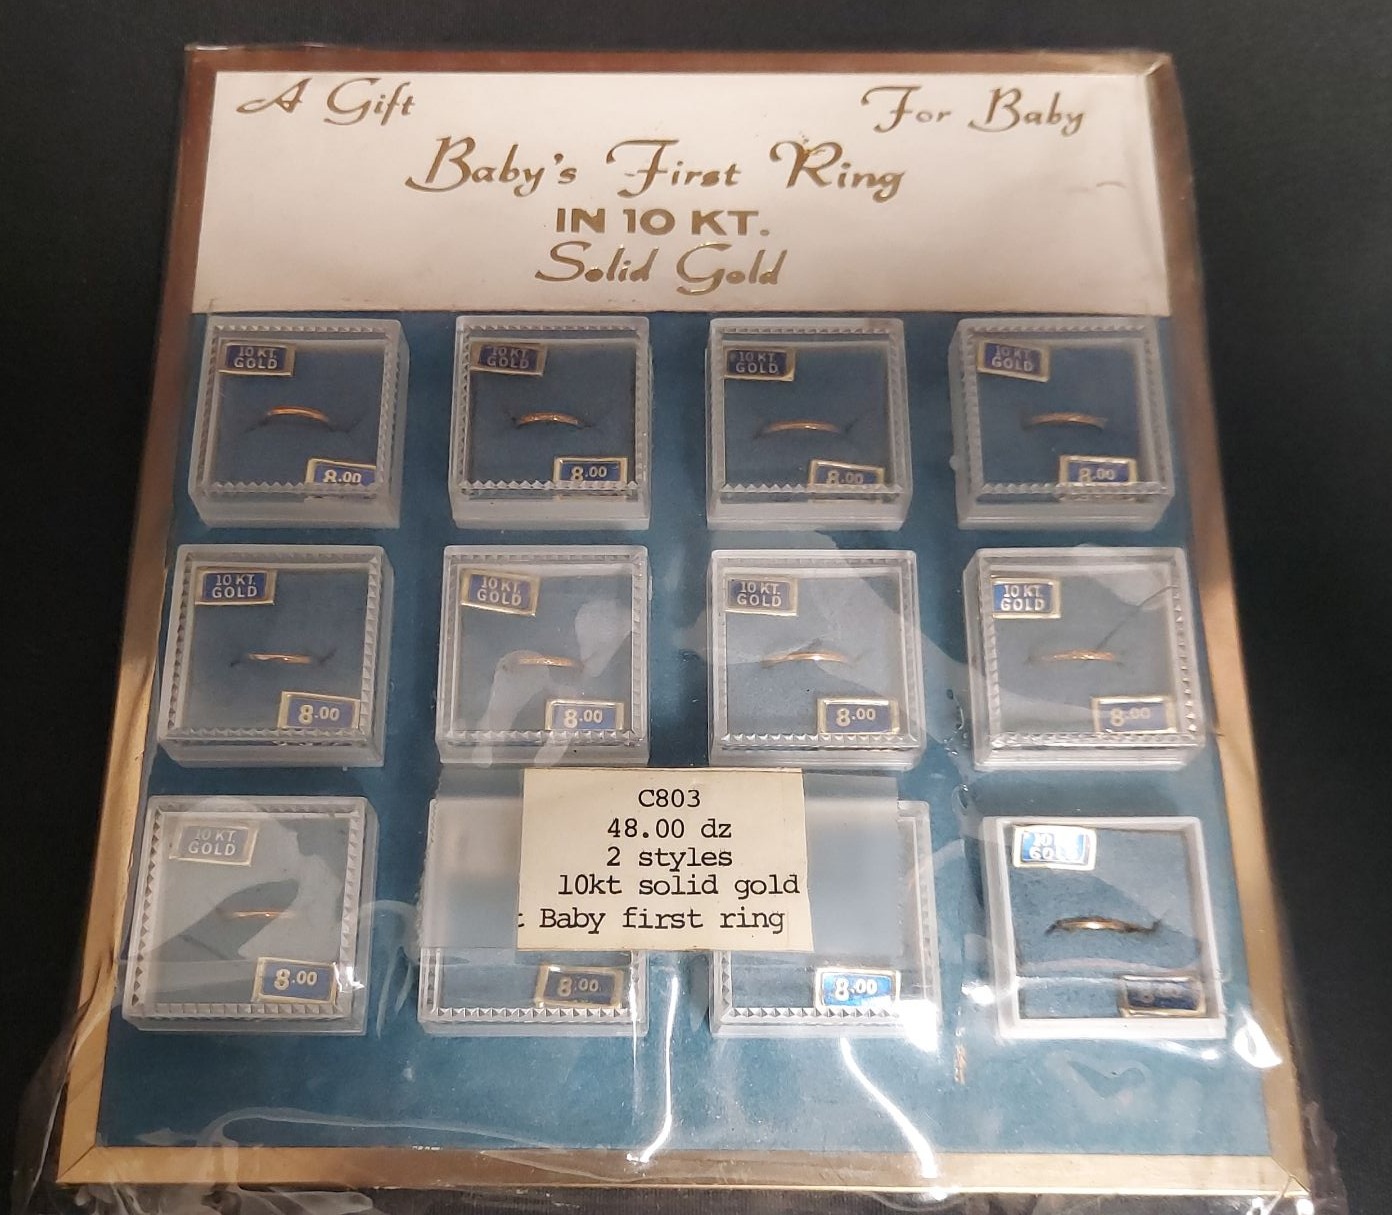 A Gift
For Baby
Baby's First Ring
IN 10 KT.
Solid Gold
10 KT.
GOLD
10 KT.
GOLD
10 KT.
GOLD
10 KT.
GOLD
8.00
8.00
8.00
8.00
10 KT.
GOLD
10 KT.
GOLD
10 KT.
GOLD
10 KT.
GOLD
8.00
8.00
8.00
8.00
C803
48.00 dz
2 styles
10kt solid gold
Baby first ring
10 KT.
GOLD
10 KT.
GOLD
8.00
8.00
8.00